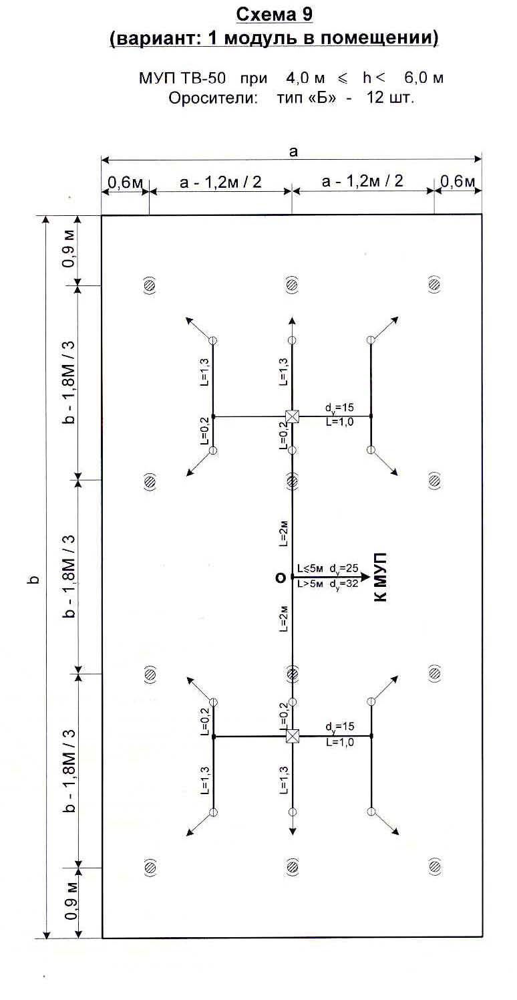 Схема 9
(вариант: 1 модуль в помещении)
МУП ТВ-50 при 4,0 м ⩽ h < 6,0 м
Оросители: тип «Б» - 12 шт.
a
0,6м
a - 1,2м / 2
a - 1,2м / 2
0,6м
0,9 м
b - 1,8М / 3
b - 1,8М / 3
b - 1,8М / 3
0,9 м
b
L=1,3
L=1,3
dу=15
L=1,0
L=0,2
L=0,2
L=2м
О
L⩽5м dу=25
L>5м dу=32
К МУП
L=2м
L=0,2
L=0,2
dу=15
L=1,0
L=1,3
L=1,3